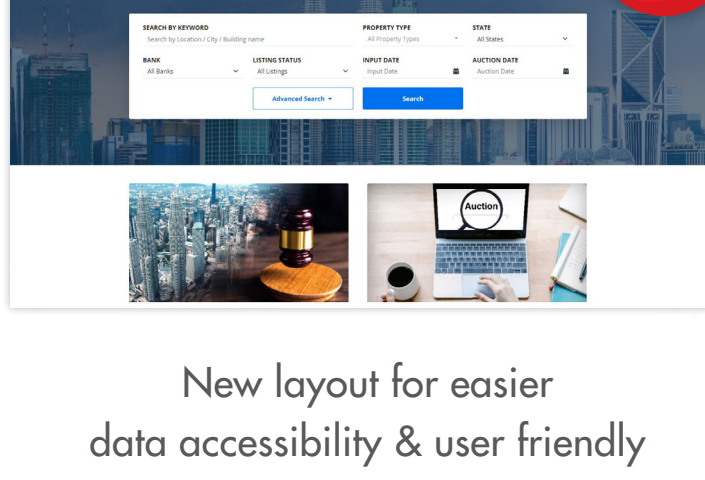 SEARCH BY KEYWORD PROPERTY TYPE STATE
Search by Location / City / Building name All Property Types All States
BANK LISTING STATUS INPUT DATE AUCTION DATE
All Banks All Listings Input Date Auction Date
Advanced Search Search
Auction
New layout for easier
data accessibility & user friendly